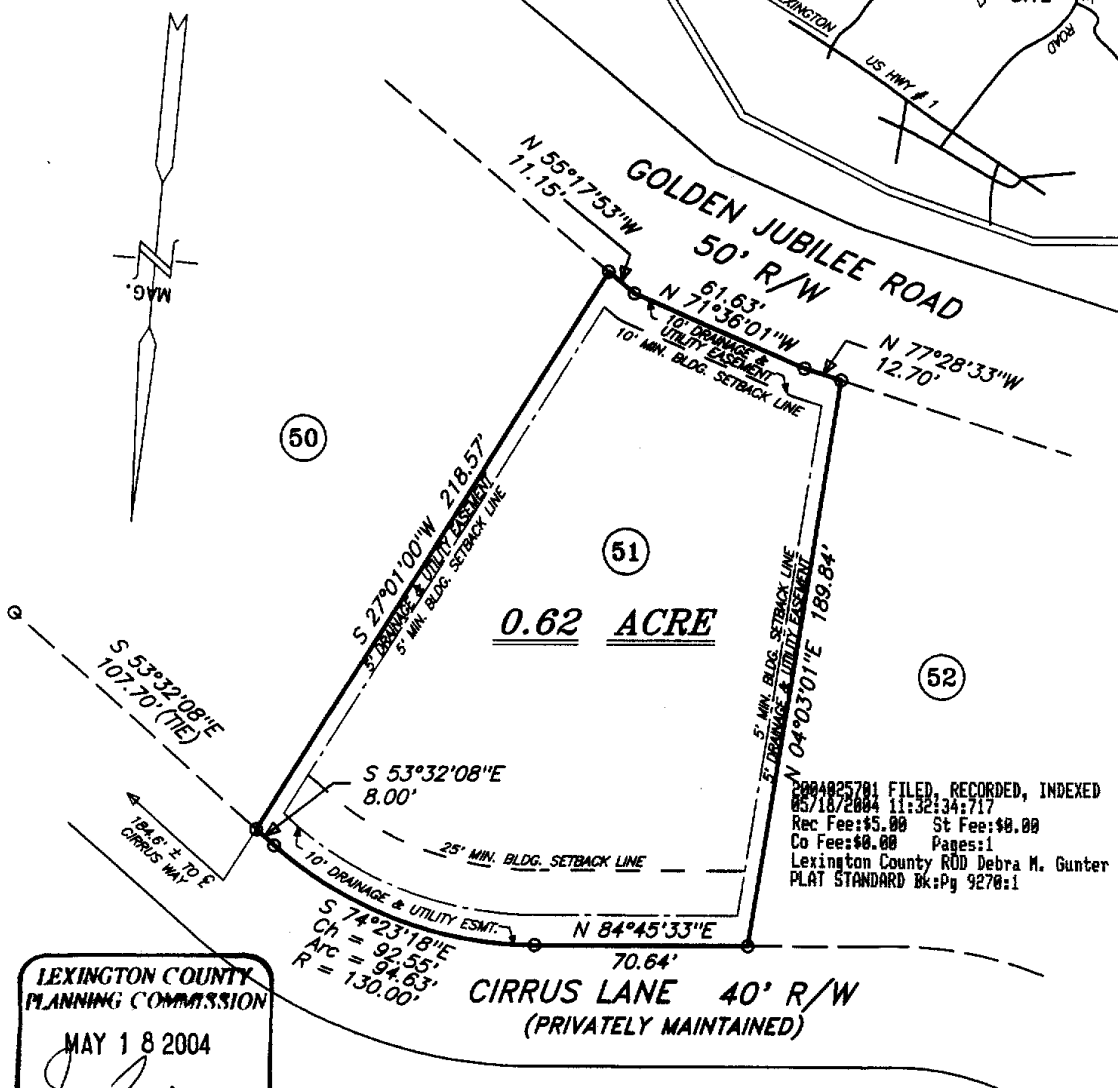 LEXINGTON
US HWY # 1
ROAD
MAG.
N 55°17'53"W
11.15'
GOLDEN JUBILEE ROAD
50' R/W
61.63'
N 71°36'01"W
10' DRAINAGE &
UTILITY EASEMENT
10' MIN. BLDG. SETBACK LINE
N 77°28'33"W
12.70'
50
S 27°01'00"W 218.57'
5' DRAINAGE & UTILITY EASEMENT
5' MIN. BLDG. SETBACK LINE
51
0.62 ACRE
5' MIN. BLDG. SETBACK LINE
5' DRAINAGE & UTILITY EASEMENT
N 04°03'01"E 189.84'
52
S 53°32'08"E
107.70' (TIE)
S 53°32'08"E
8.00'
184.6' ± TO ℄
CIRRUS WAY
25' MIN. BLDG. SETBACK LINE
10' DRAINAGE & UTILITY ESMT.
S 74°23'18"E
Ch = 92.55'
Arc = 94.63'
R = 130.00'
N 84°45'33"E
70.64'
CIRRUS LANE 40' R/W
(PRIVATELY MAINTAINED)
2004025701 FILED, RECORDED, INDEXED
05/18/2004 11:32:34:717
Rec Fee:$5.00 St Fee:$0.00
Co Fee:$0.00 Pages:1
Lexington County ROD Debra M. Gunter
PLAT STANDARD Bk:Pg 9270:1
LEXINGTON COUNTY
PLANNING COMMISSION
MAY 18 2004